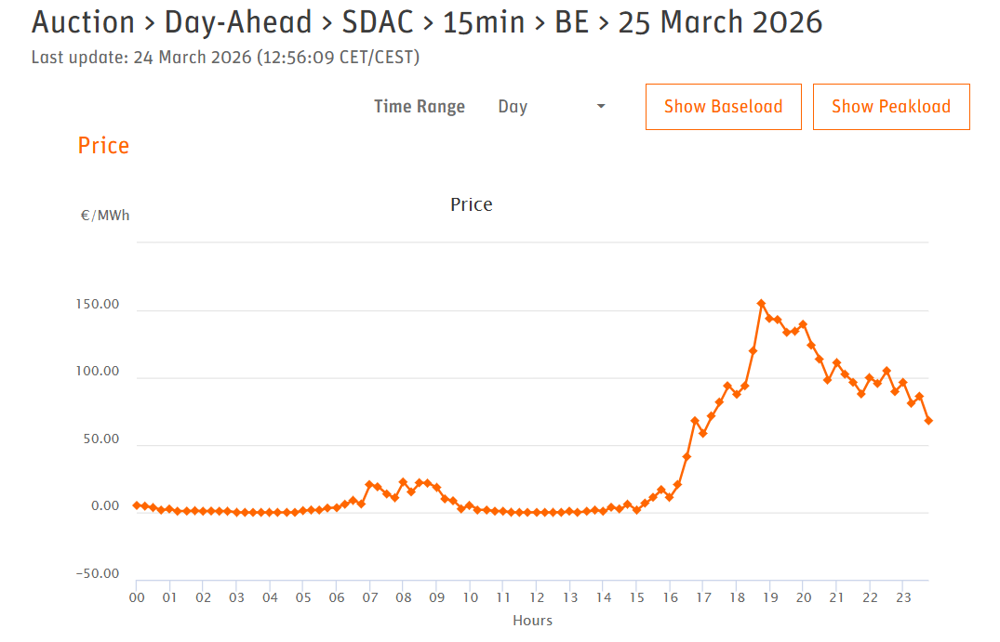 Auction > Day-Ahead > SDAC > 15min > BE > 25 March 2026
Last update: 24 March 2026 (12:56:09 CET/CEST)
Time Range Day Show Baseload Show Peakload
Price
Price
€/MWh
150.00
100.00
50.00
0.00
−50.00
00 01 02 03 04 05 06 07 08 09 10 11 12 13 14 15 16 17 18 19 20 21 22 23
Hours